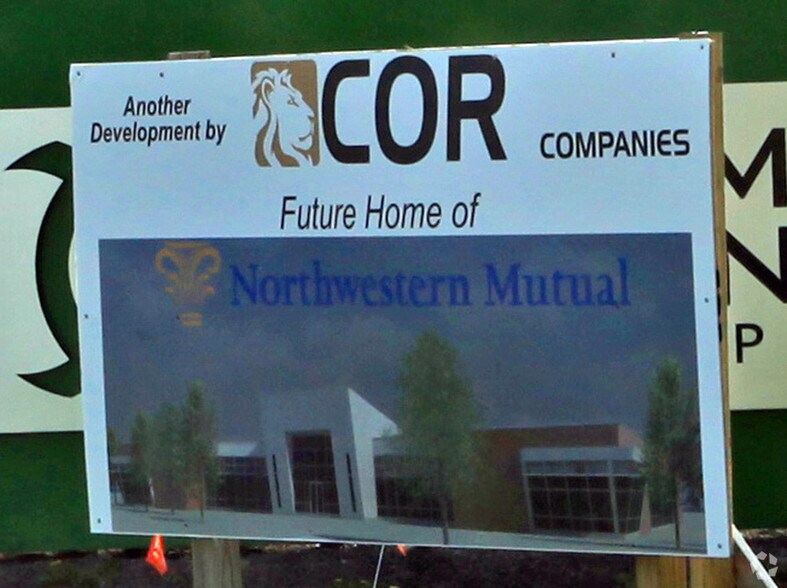 Another
Development by
COR
COMPANIES
Future Home of
Northwestern Mutual
M
N
P